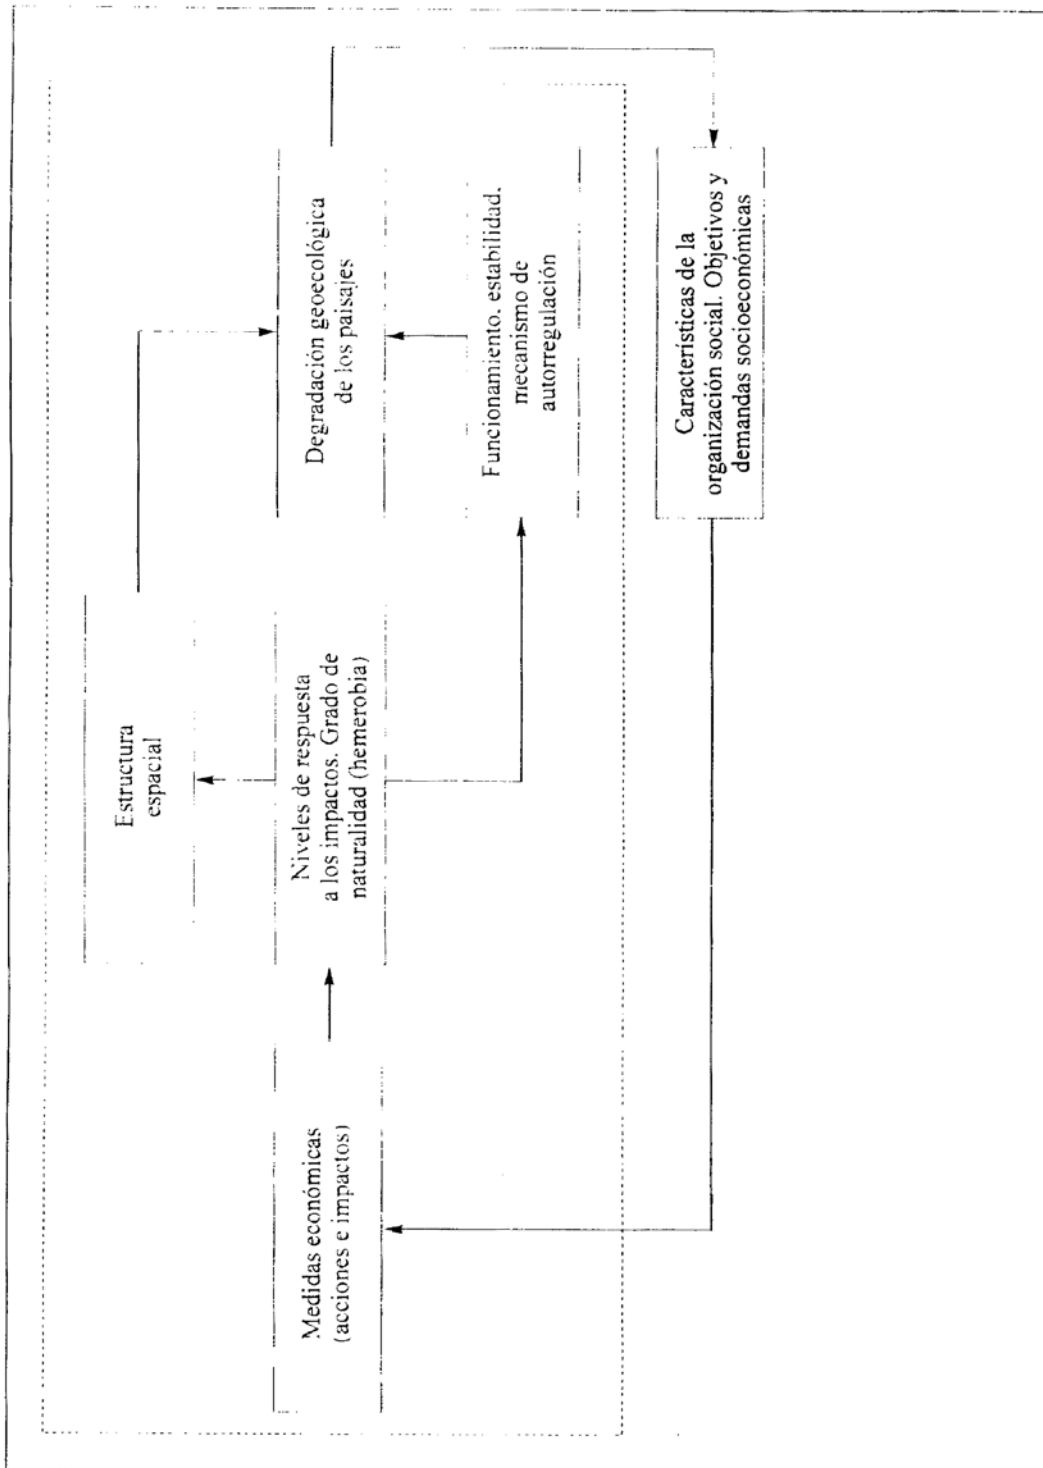 Estructura
espacial
Medidas económicas
(acciones e impactos)
Niveles de respuesta
a los impactos. Grado de
naturalidad (hemerobia)
Degradación geoecológica
de los paisajes
Funcionamiento. estabilidad.
mecanismo de
autorregulación
Características de la
organización social. Objetivos y
demandas socioeconómicas